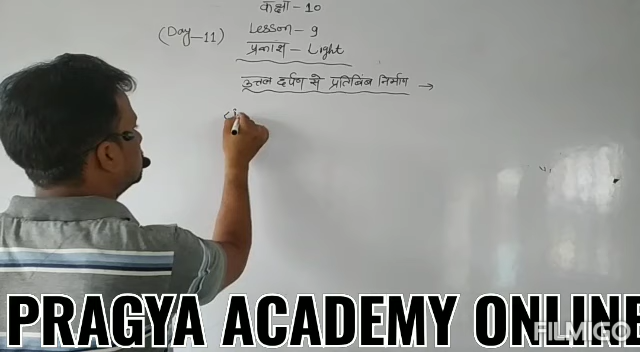 कक्षा - 10
(Day - 11) Lesson - 9
प्रकाश - Light
उत्तल दर्पण से प्रतिबिंब निर्माण →
(i
PRAGYA ACADEMY ONLINE
FILMIGO